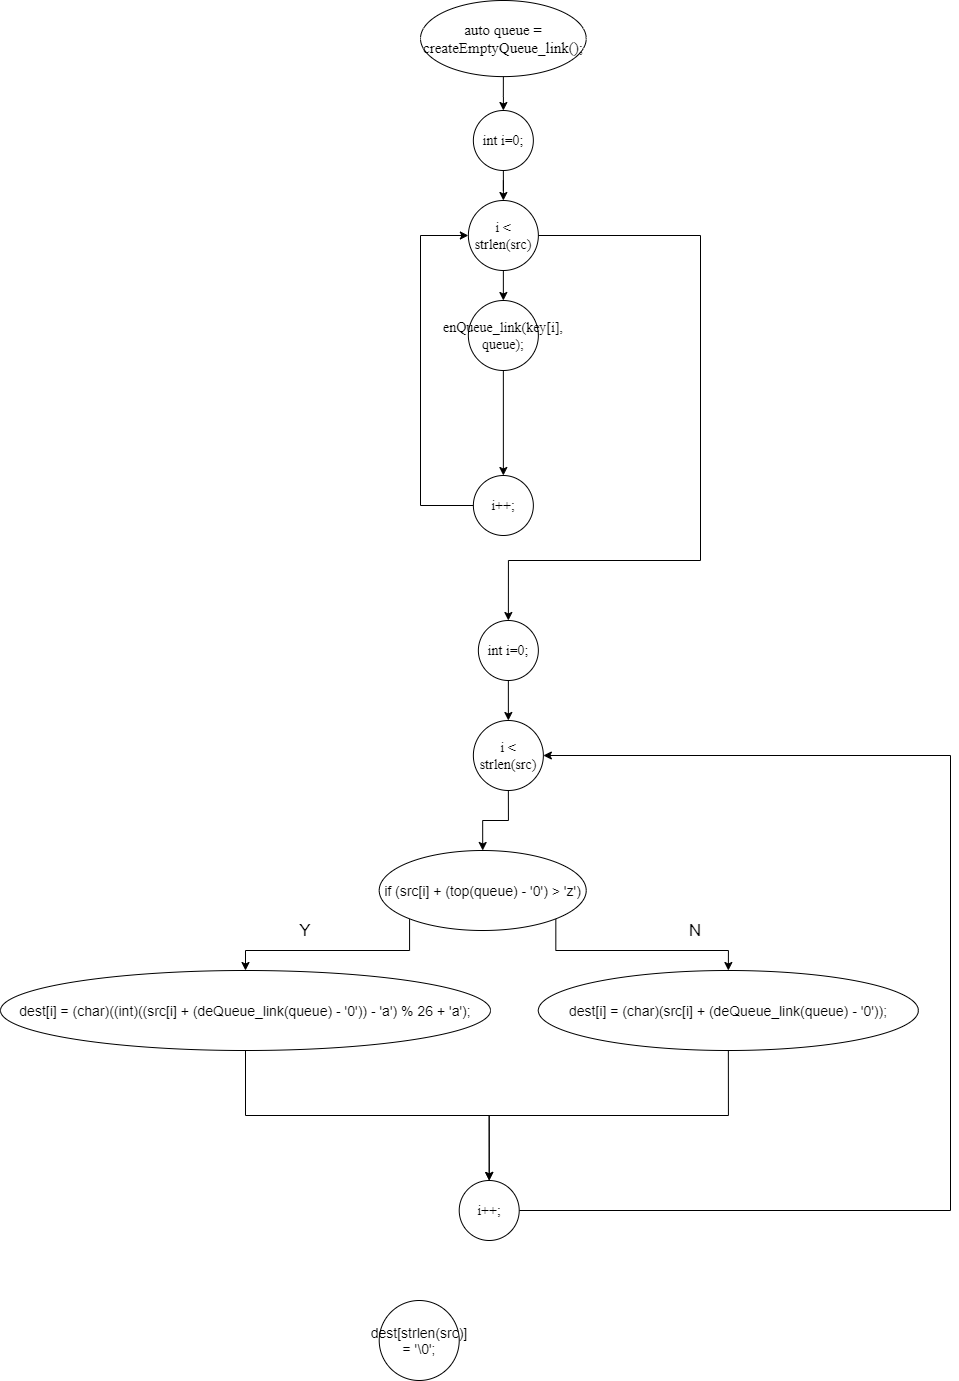 auto queue =
createEmptyQueue_link();
int i=0;
i <
strlen(src)
enQueue_link(key[i],
queue);
i++;
int i=0;
i <
strlen(src)
if (src[i] + (top(queue) - '0') > 'z')
Y
N
dest[i] = (char)((int)((src[i] + (deQueue_link(queue) - '0')) - 'a') % 26 + 'a');
dest[i] = (char)(src[i] + (deQueue_link(queue) - '0'));
i++;
dest[strlen(src)]
= '\0';